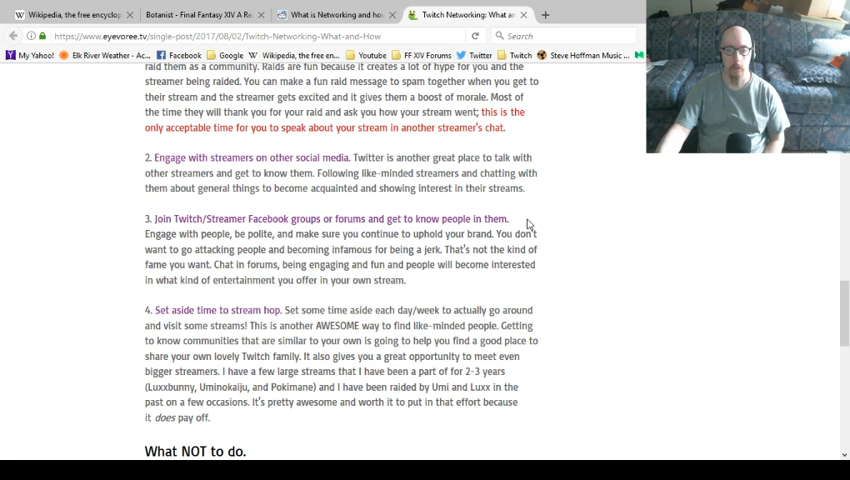 Wikipedia, the free encyclop
Botanist - Final Fantasy XIV A Re
What is Networking and how
Twitch Networking: What an
https://www.eyevoree.tv/single-post/2017/08/02/Twitch-Networking-What-and-How
Search
My Yahoo! Elk River Weather - Ac... Facebook Google Wikipedia, the free en... Youtube FF XIV Forums Twitter Twitch Steve Hoffman Music ...
raid them as a community. Raids are fun because it creates a lot of hype for you and the
streamer being raided. You can make a fun raid message to spam together when you get to
their stream and the streamer gets excited and it gives them a boost of morale. Most of
the time they will thank you for your raid and ask you how your stream went; this is the
only acceptable time for you to speak about your stream in another streamer's chat.
2. Engage with streamers on other social media. Twitter is another great place to talk with
other streamers and get to know them. Following like-minded streamers and chatting with
them about general things to become acquainted and showing interest in their streams.
3. Join Twitch/Streamer Facebook groups or forums and get to know people in them.
Engage with people, be polite, and make sure you continue to uphold your brand. You don't
want to go attacking people and becoming infamous for being a jerk. That's not the kind of
fame you want. Chat in forums, being engaging and fun and people will become interested
in what kind of entertainment you offer in your own stream.
4. Set aside time to stream hop. Set some time aside each day/week to actually go around
and visit some streams! This is another AWESOME way to find like-minded people. Getting
to know communities that are similar to your own is going to help you find a good place to
share your own lovely Twitch family. It also gives you a great opportunity to meet even
bigger streamers. I have a few large streams that I have been a part of for 2-3 years
(Luxxbunny, Uminokaiju, and Pokimane) and I have been raided by Umi and Luxx in the
past on a few occasions. It's pretty awesome and worth it to put in that effort because
it does pay off.
What NOT to do.